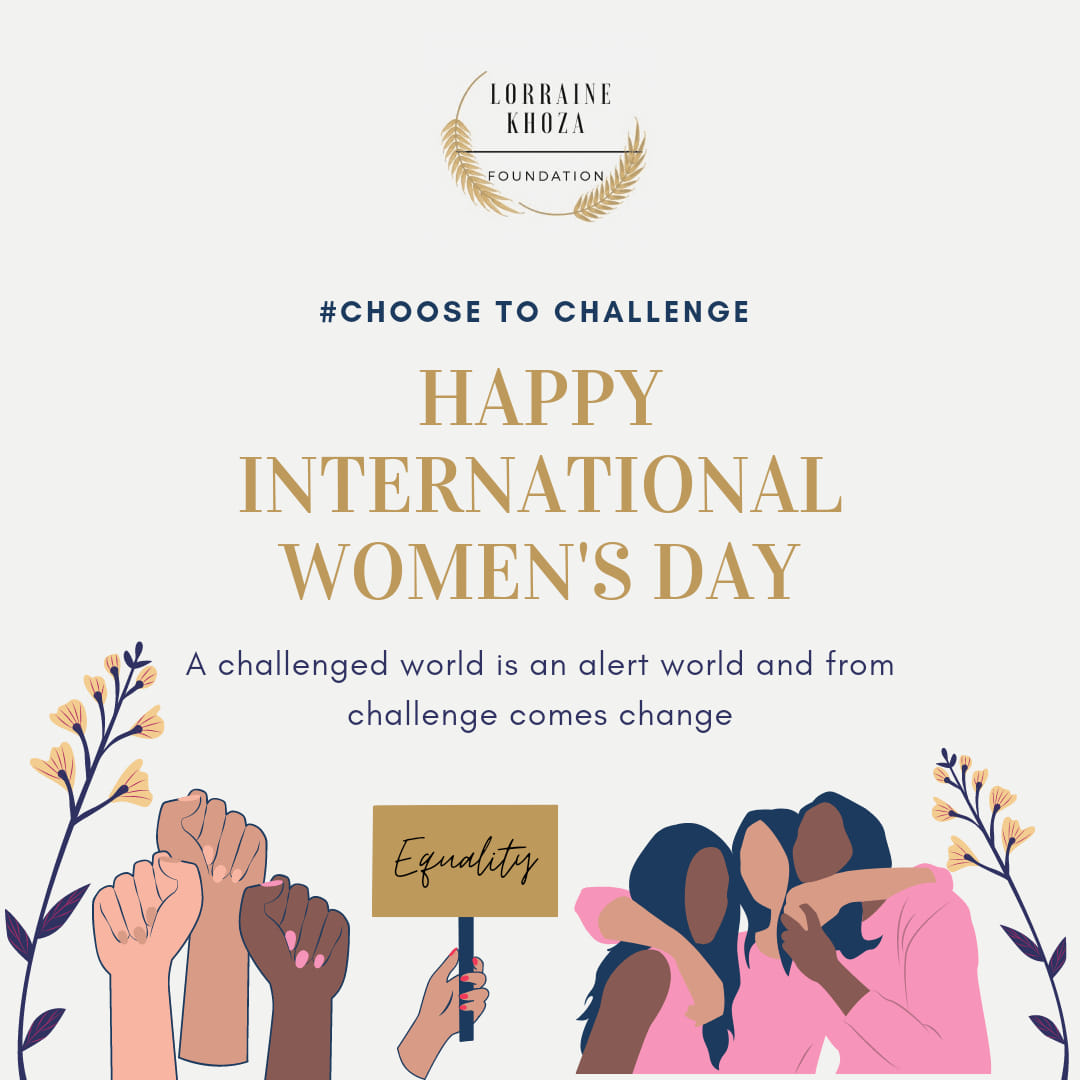 LORRAINE
KHOZA
FOUNDATION
#CHOOSE TO CHALLENGE
HAPPY
INTERNATIONAL
WOMEN'S DAY
A challenged world is an alert world and from
challenge comes change
Equality